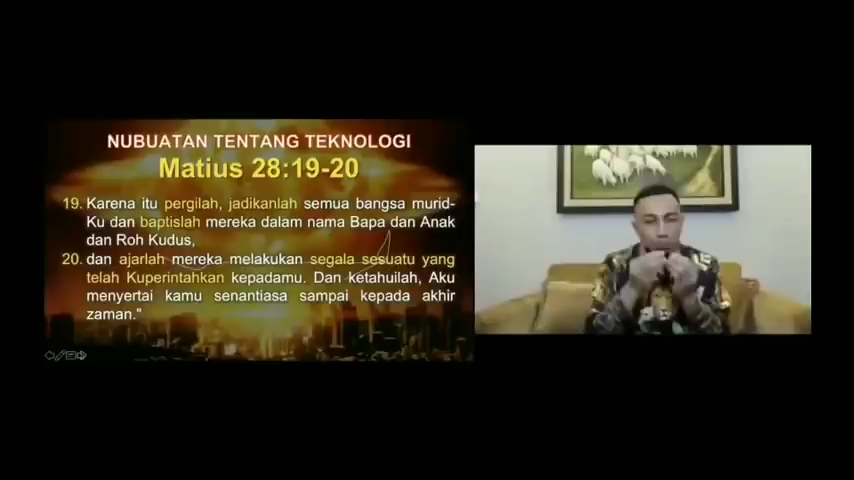 NUBUATAN TENTANG TEKNOLOGI
Matius 28:19-20
19. Karena itu pergilah, jadikanlah semua bangsa murid-
Ku dan baptislah mereka dalam nama Bapa dan Anak
dan Roh Kudus,
20. dan ajarlah mereka melakukan segala sesuatu yang
telah Kuperintahkan kepadamu. Dan ketahuilah, Aku
menyertai kamu senantiasa sampai kepada akhir
zaman."